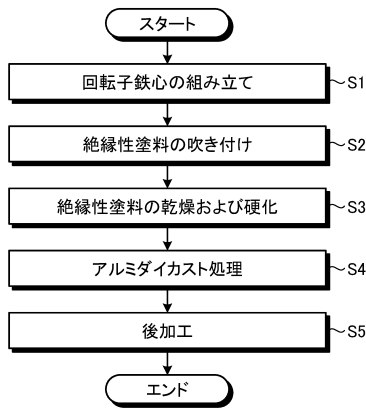 スタート
回転子鉄心の組み立て S1
絶縁性塗料の吹き付け S2
絶縁性塗料の乾燥および硬化 S3
アルミダイカスト処理 S4
後加工 S5
エンド